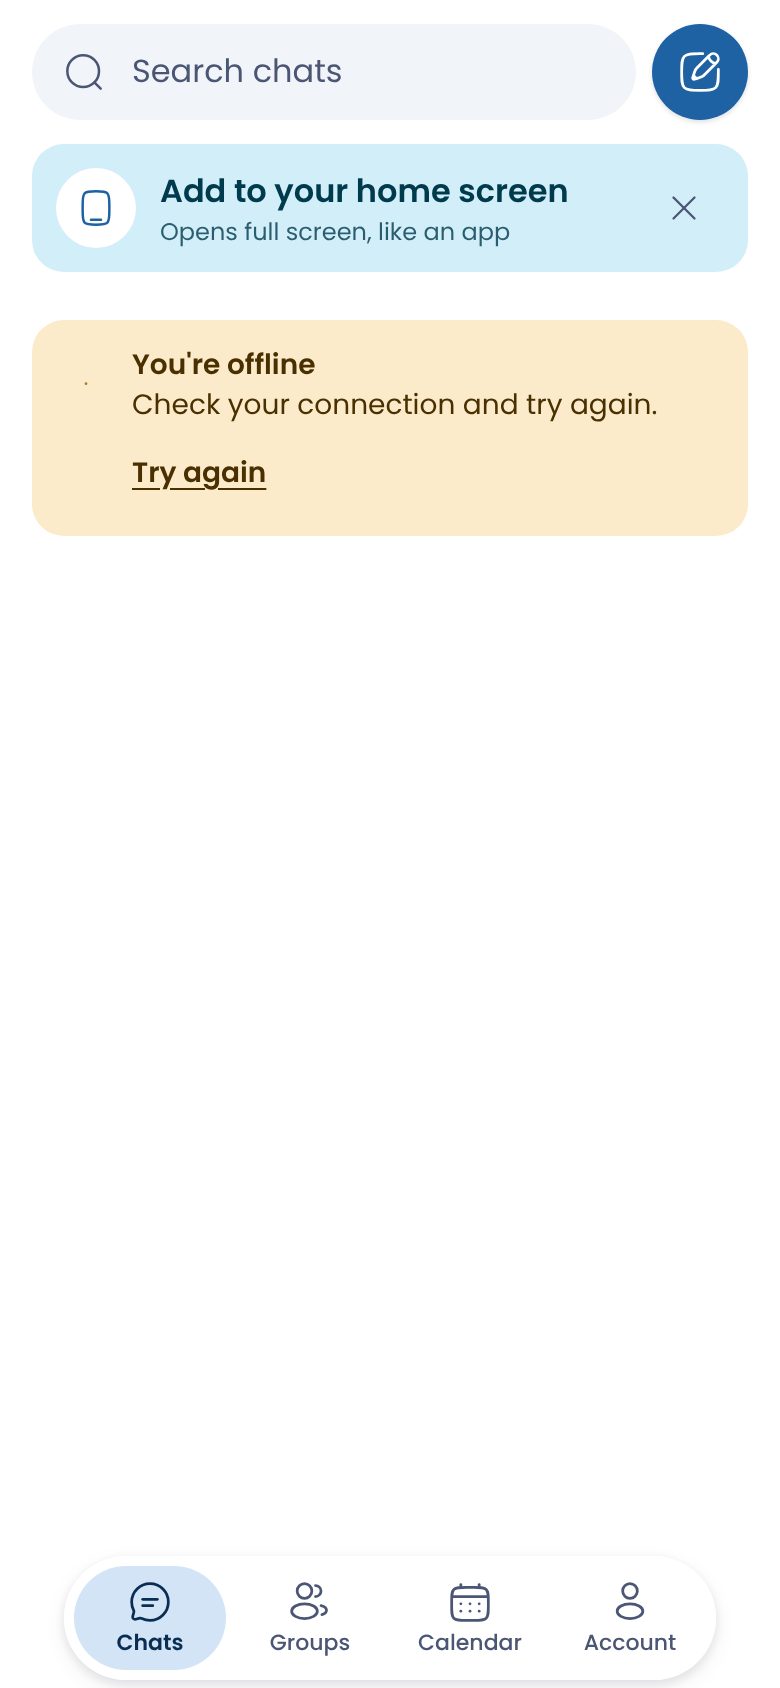 Search chats
Add to your home screen
Opens full screen, like an app
You're offline
Check your connection and try again.
Try again
Chats
Groups
Calendar
Account